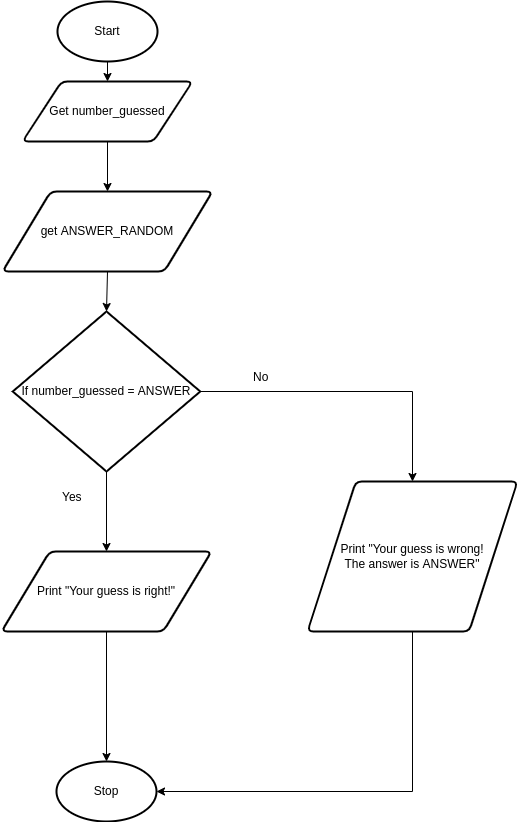 Start
Get number_guessed
get ANSWER_RANDOM
If number_guessed = ANSWER
No
Yes
Print "Your guess is wrong!
The answer is ANSWER"
Print "Your guess is right!"
Stop